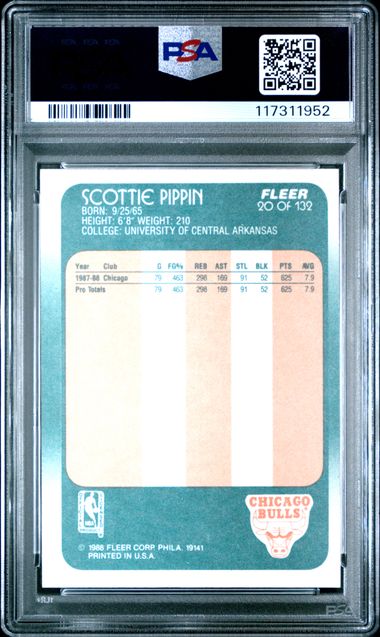 PSA
117311952
SCOTTIE PIPPIN
FLEER
BORN: 9/25/65
20 OF 132
HEIGHT: 6'8" WEIGHT: 210
COLLEGE: UNIVERSITY OF CENTRAL ARKANSAS
Year Club G FG% REB AST STL BLK PTS AVG
1987-88 Chicago 79 463 298 169 91 52 625 7.9
Pro Totals 79 463 298 169 91 52 625 7.9
NBA
CHICAGO
BULLS
© 1988 FLEER CORP. PHILA. 19141
PRINTED IN U.S.A.
PSA